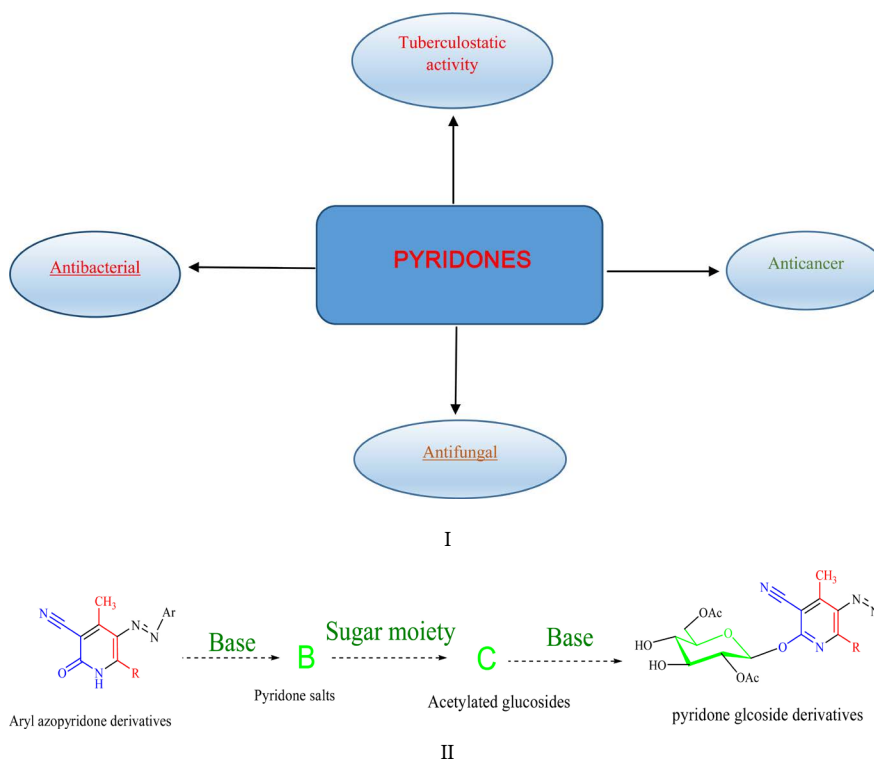 Tuberculostatic
activity
Antibacterial
PYRIDONES
Anticancer
Antifungal
I
N
CH3
N
N
Ar
O
N
H
R
Base
B
Sugar moiety
C
Base
Pyridone salts
Acetylated glucosides
Aryl azopyridone derivatives
OAc
HO
HO
O
OAc
O
N
CH3
N
N
N
R
pyridone glcoside derivatives
II